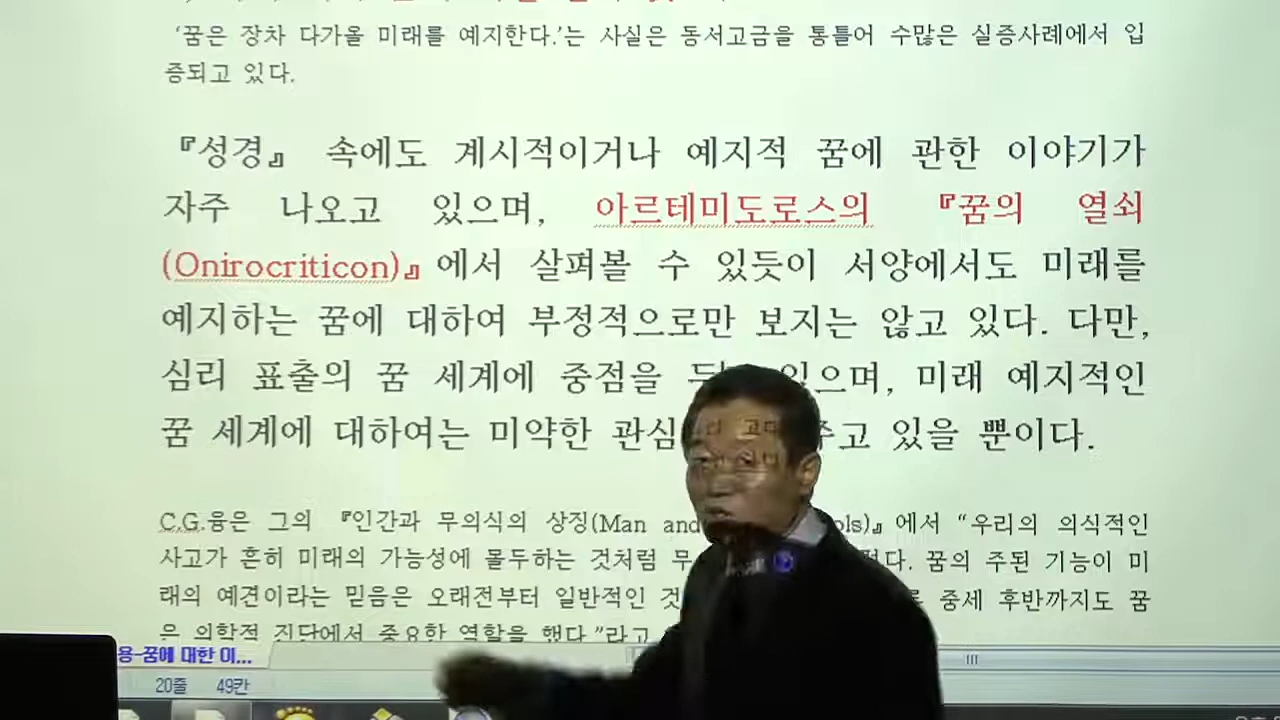 ‘꿈은 장차 다가올 미래를 예지한다.’는 사실은 동서고금을 통틀어 수많은 실증사례에서 입
증되고 있다.
『성경』 속에도 계시적이거나 예지적 꿈에 관한 이야기가
자주 나오고 있으며, 아르테미도로스의 『꿈의 열쇠
(Onirocriticon)』에서 살펴볼 수 있듯이 서양에서도 미래를
예지하는 꿈에 대하여 부정적으로만 보지는 않고 있다. 다만,
심리 표출의 꿈 세계에 중점을 있으며, 미래 예지적인
꿈 세계에 대하여는 미약한 관심 있을 뿐이다.
C.G.융은 그의 『인간과 무의식의 상징(Man and 』에서 “우리의 의식적인
사고가 흔히 미래의 가능성에 몰두하는 것처럼 꿈의 주된 기능이 미
래의 예견이라는 믿음은 오래전부터 일반적인 중세 후반까지도 꿈
은 의학적 진단에서 중요한 역할을 했다.”라고
용-꿈에 대한 이...
20줄 49칸